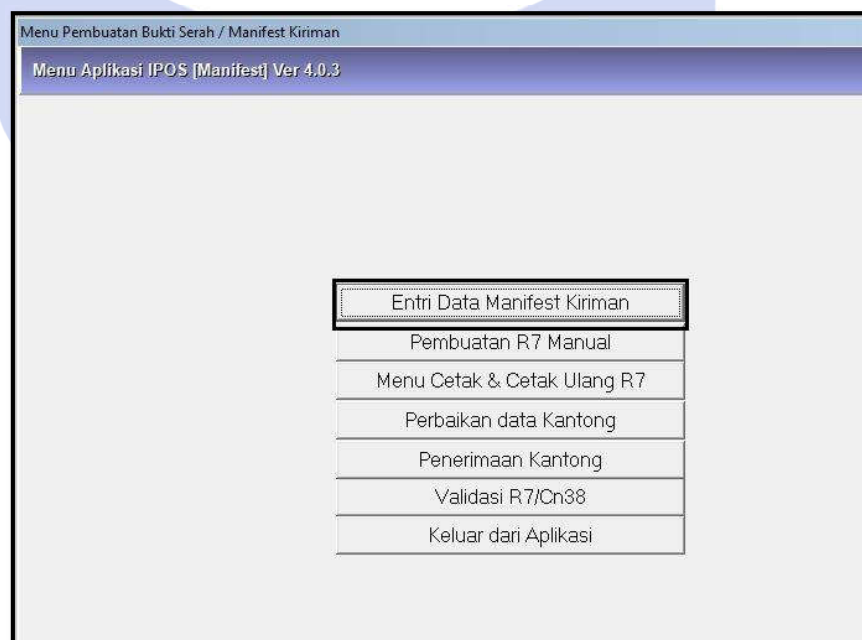 Menu Pembuatan Bukti Serah / Manifest Kiriman
Menu Aplikasi IPOS [Manifest] Ver 4.0.3
Entri Data Manifest Kiriman
Pembuatan R7 Manual
Menu Cetak & Cetak Ulang R7
Perbaikan data Kantong
Penerimaan Kantong
Validasi R7/Cn38
Keluar dari Aplikasi